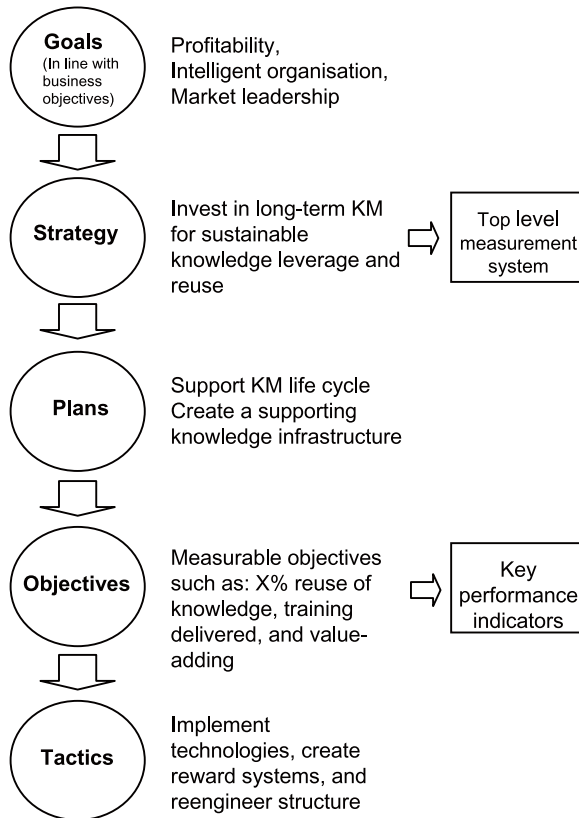 Goals
(In line with
business
objectives)
Profitability,
Intelligent organisation,
Market leadership
Strategy
Invest in long-term KM
for sustainable
knowledge leverage and
reuse
Top level
measurement
system
Plans
Support KM life cycle
Create a supporting
knowledge infrastructure
Objectives
Measurable objectives
such as: X% reuse of
knowledge, training
delivered, and value-
adding
Key
performance
indicators
Tactics
Implement
technologies, create
reward systems, and
reengineer structure